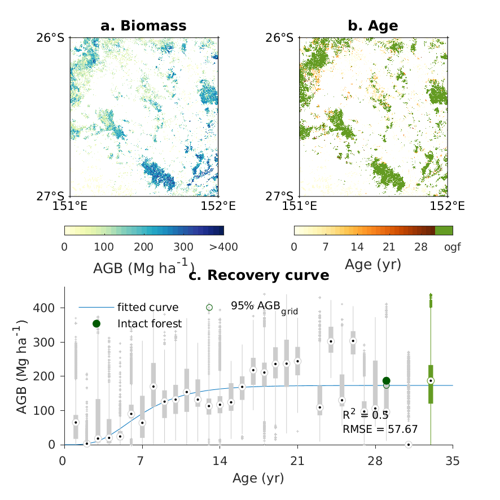 a. Biomass
b. Age
26°S
26°S
27°S
27°S
151°E
152°E
151°E
152°E
0 100 200 300 >400
0 7 14 21 28 ogf
AGB (Mg ha⁻¹)
Age (yr)
c. Recovery curve
fitted curve
95% AGB_grid
Intact forest
400
300
200
100
0
AGB (Mg ha⁻¹)
R² = 0.5
RMSE = 57.67
0 7 14 21 28 35
Age (yr)